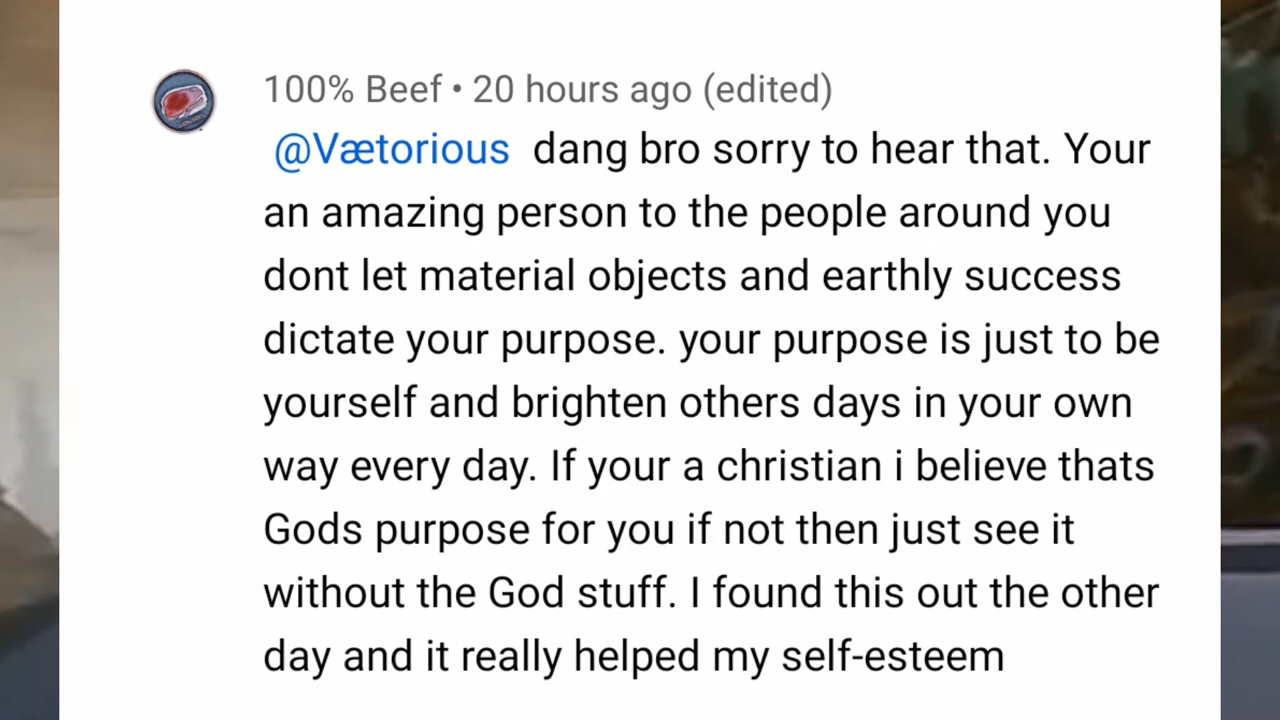 100% Beef • 20 hours ago (edited)
@Vætorious dang bro sorry to hear that. Your
an amazing person to the people around you
dont let material objects and earthly success
dictate your purpose. your purpose is just to be
yourself and brighten others days in your own
way every day. If your a christian i believe thats
Gods purpose for you if not then just see it
without the God stuff. I found this out the other
day and it really helped my self-esteem